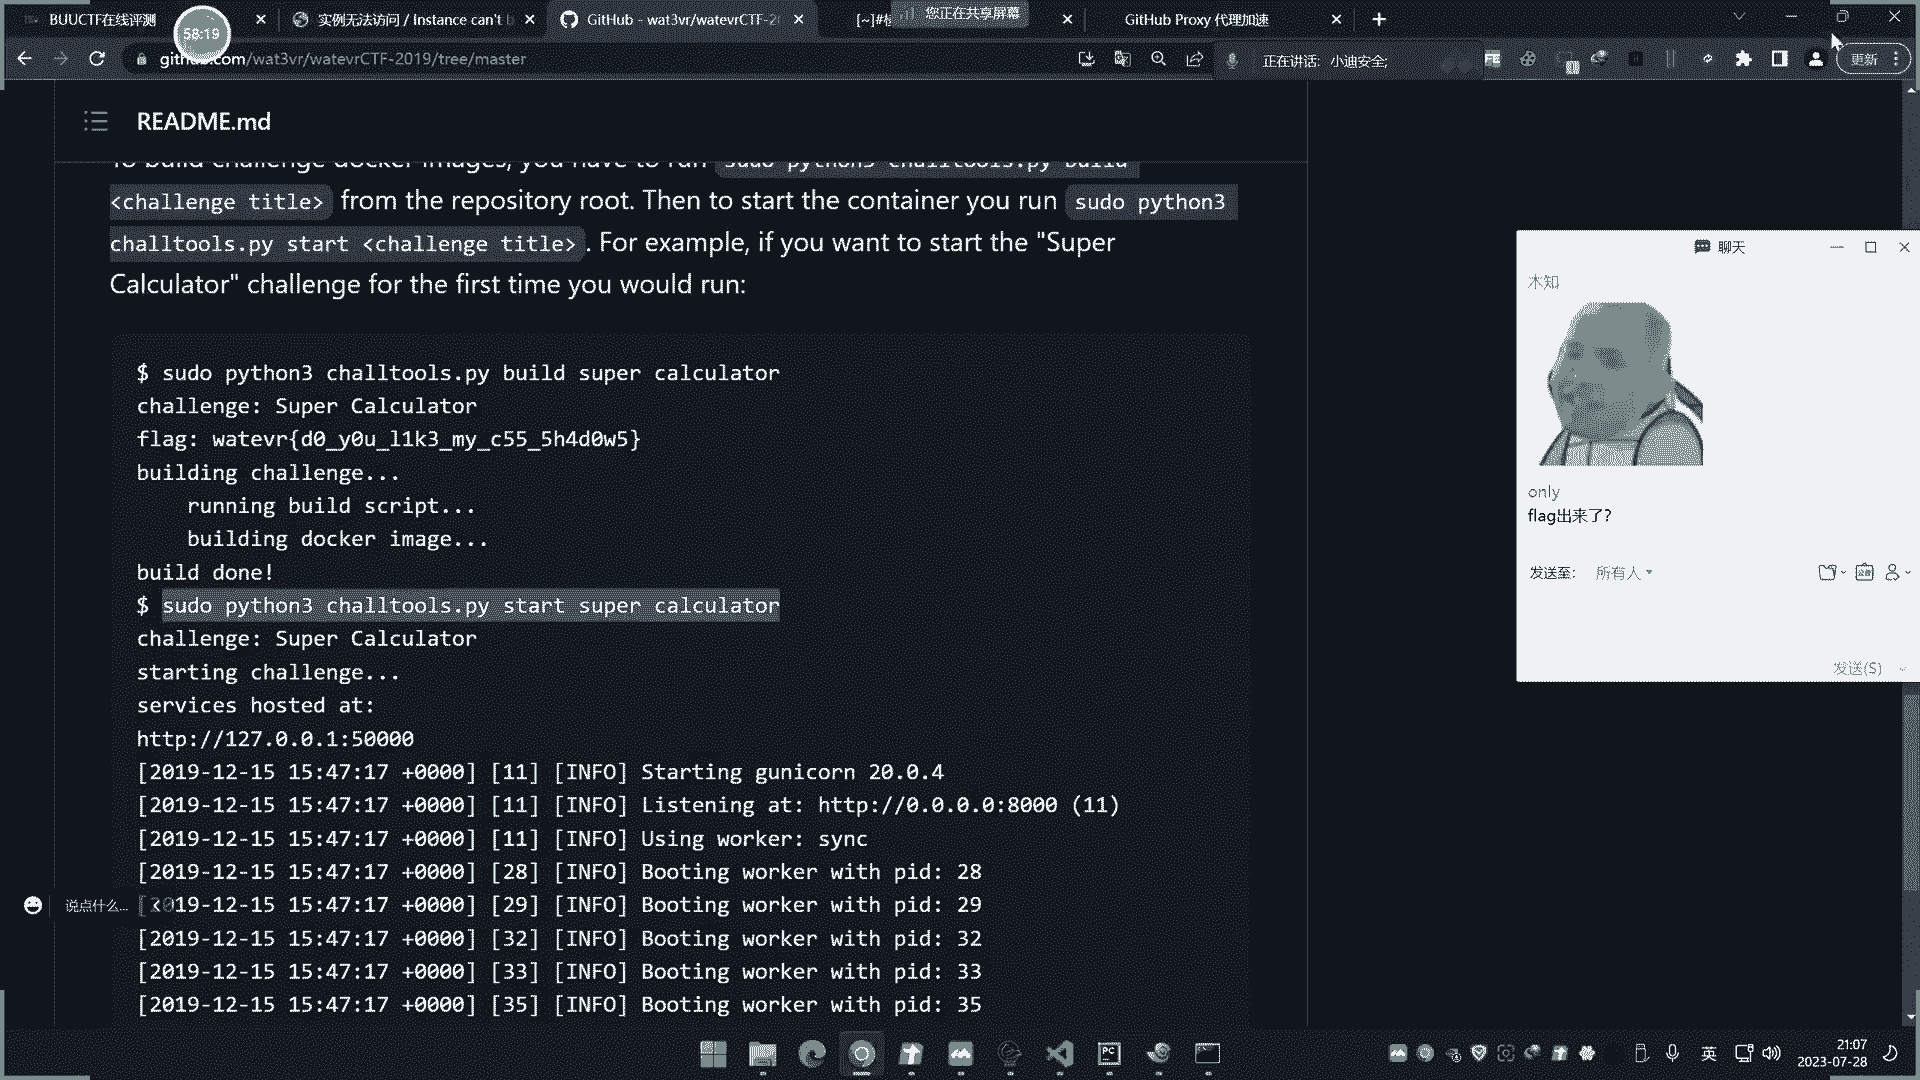 BUUCTF在线评测
实例无法访问 / Instance can't b
GitHub - wat3vr/watevrCTF-2
[~]#
您正在共享屏幕
GitHub Proxy 代理加速
58:19
github.com/wat3vr/watevrCTF-2019/tree/master
正在讲话: 小迪安全;
更新
README.md
To build challenge docker images, you have to run sudo python3 challtools.py build
<challenge title> from the repository root. Then to start the container you run sudo python3
challtools.py start <challenge title> . For example, if you want to start the "Super
Calculator" challenge for the first time you would run:
$ sudo python3 challtools.py build super calculator
challenge: Super Calculator
flag: watevr{d0_y0u_l1k3_my_c55_5h4d0w5}
building challenge...
running build script...
building docker image...
build done!
$ sudo python3 challtools.py start super calculator
challenge: Super Calculator
starting challenge...
services hosted at:
http://127.0.0.1:50000
[2019-12-15 15:47:17 +0000] [11] [INFO] Starting gunicorn 20.0.4
[2019-12-15 15:47:17 +0000] [11] [INFO] Listening at: http://0.0.0.0:8000 (11)
[2019-12-15 15:47:17 +0000] [11] [INFO] Using worker: sync
[2019-12-15 15:47:17 +0000] [28] [INFO] Booting worker with pid: 28
[2019-12-15 15:47:17 +0000] [29] [INFO] Booting worker with pid: 29
[2019-12-15 15:47:17 +0000] [32] [INFO] Booting worker with pid: 32
[2019-12-15 15:47:17 +0000] [33] [INFO] Booting worker with pid: 33
[2019-12-15 15:47:17 +0000] [35] [INFO] Booting worker with pid: 35
说点什么...
聊天
木知
only
flag出来了?
发送至: 所有人
发送(S)
英
21:07
2023-07-28